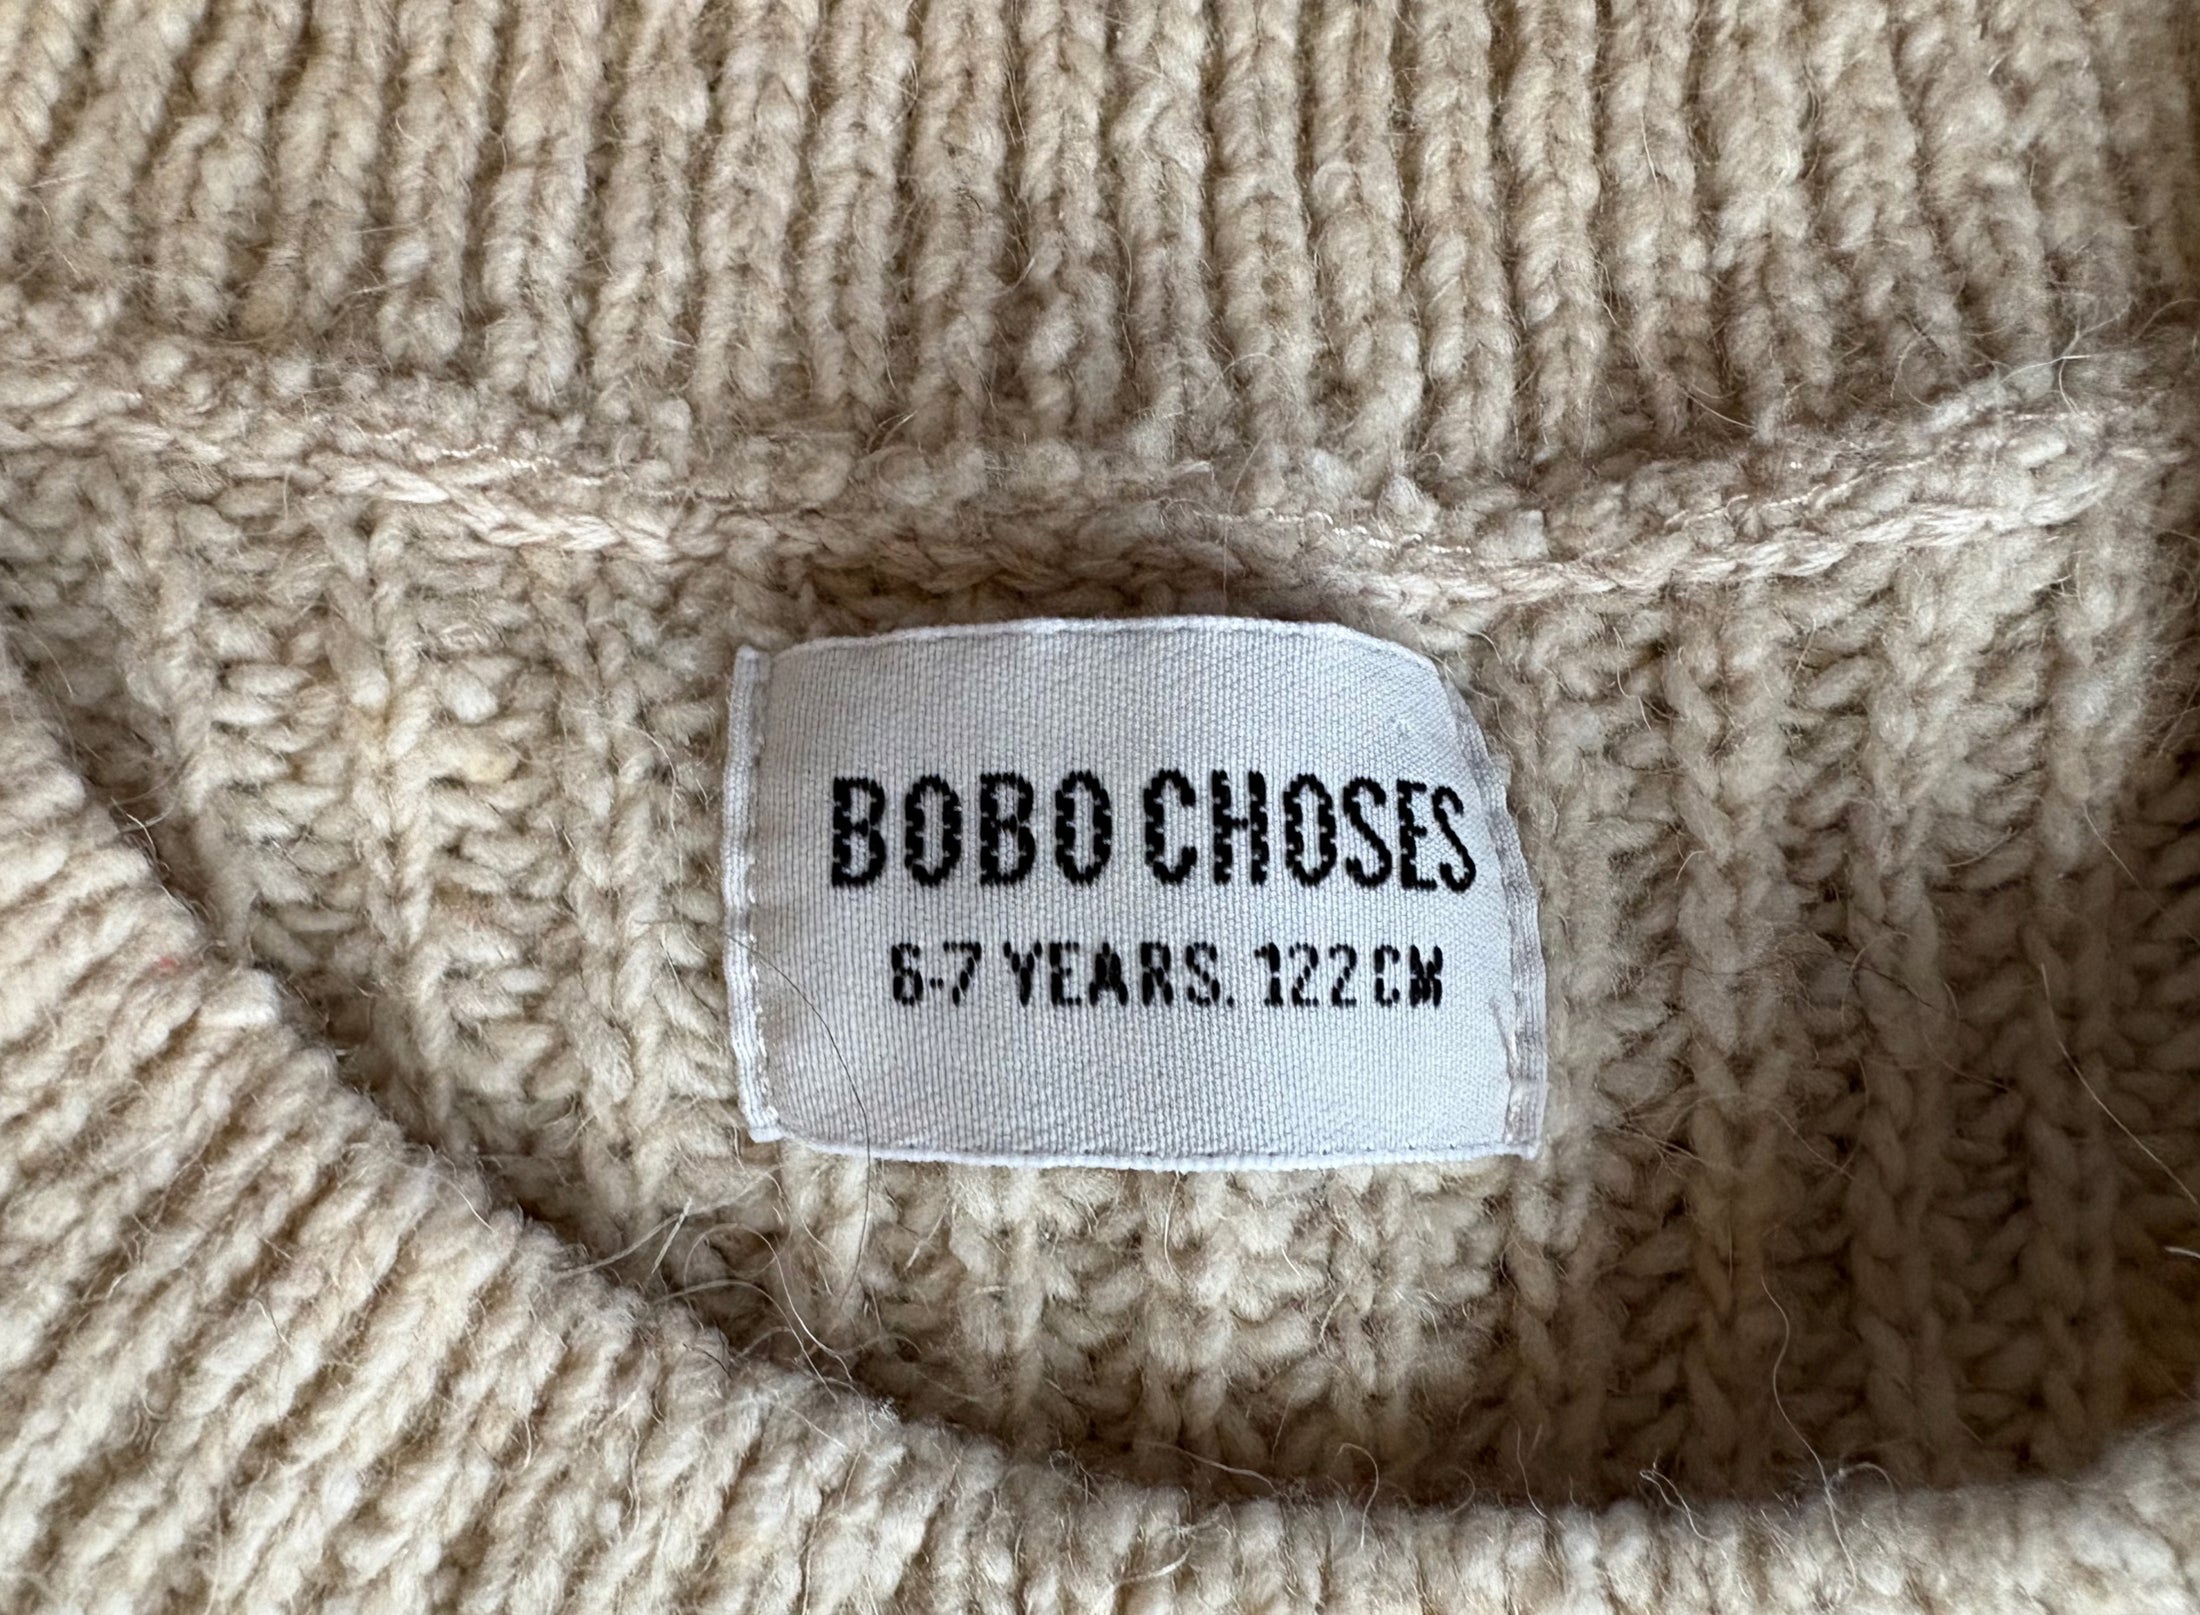 BOBO CHOSES
6-7 YEARS. 122 CM